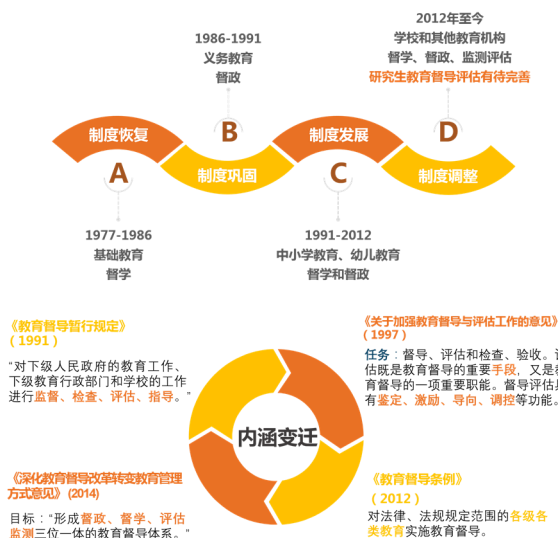 1986-1991
义务教育
督政
2012年至今
学校和其他教育机构
督学、督政、监测评估
研究生教育督导评估有待完善
制度恢复
B
制度发展
D
A
制度巩固
C
制度调整
1977-1986
基础教育
督学
1991-2012
中小学教育、幼儿教育
督学和督政
《教育督导暂行规定》
（1991）
“对下级人民政府的教育工作、
下级教育行政部门和学校的工作
进行监督、检查、评估、指导。”
《关于加强教育督导与评估工作的意见》
（1997）
任务：督导、评估和检查、验收。
估既是教育督导的重要手段，又是
育督导的一项重要职能。督导评估
有鉴定、激励、导向、调控等功能。
内涵变迁
《深化教育督导改革转变教育管理
方式意见》 (2014)
目标：“形成督政、督学、评估
监测三位一体的教育督导体系。”
《教育督导条例》
（2012）
对法律、法规规定范围的各级各
类教育实施教育督导。